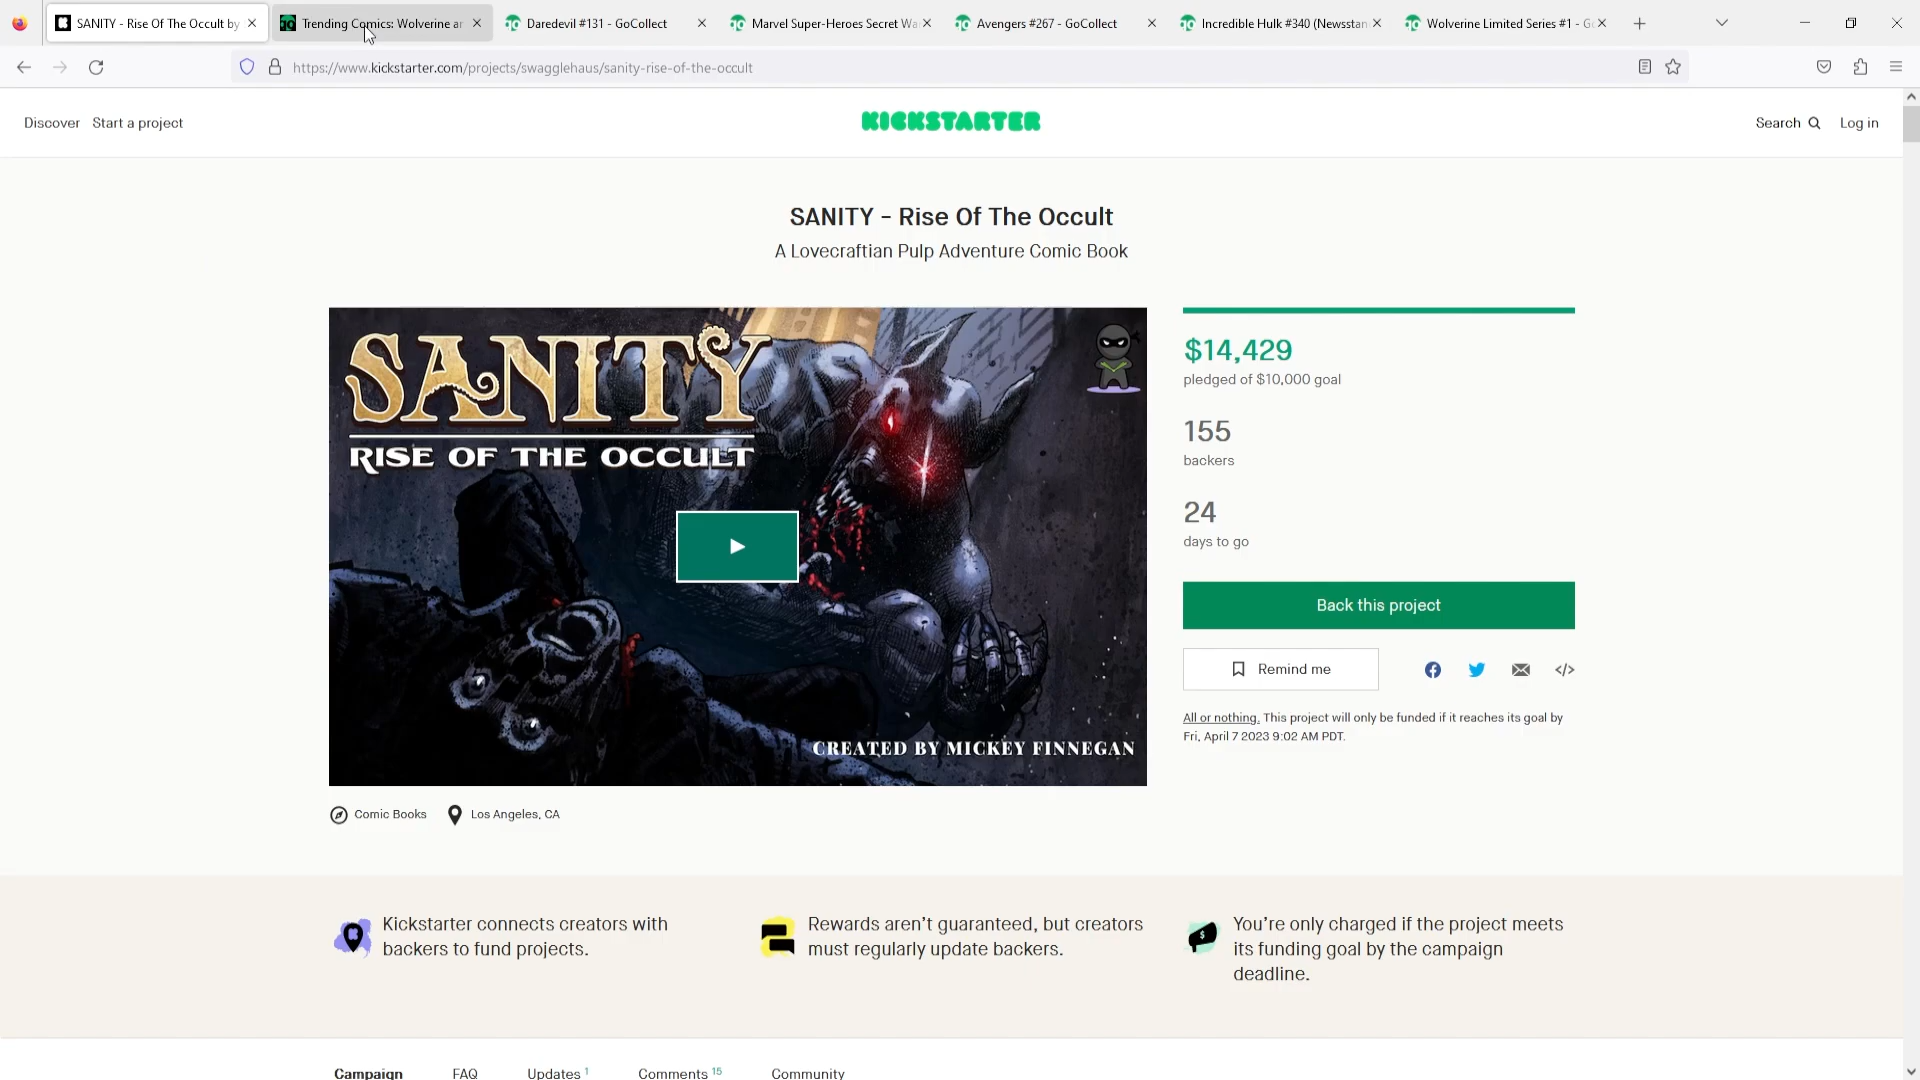 SANITY - Rise Of The Occult by
Trending Comics: Wolverine an
Daredevil #131 - GoCollect
Marvel Super-Heroes Secret Wa
Avengers #267 - GoCollect
Incredible Hulk #340 (Newsstan
Wolverine Limited Series #1 - Go
https://www.kickstarter.com/projects/swagglehaus/sanity-rise-of-the-occult
Discover
Start a project
KICKSTARTER
Search
Log in
SANITY - Rise Of The Occult
A Lovecraftian Pulp Adventure Comic Book
SANITY
RISE OF THE OCCULT
CREATED BY MICKEY FINNEGAN
$14,429
pledged of $10,000 goal
155
backers
24
days to go
Back this project
Remind me
</>
All or nothing. This project will only be funded if it reaches its goal by
Fri, April 7 2023 9:02 AM PDT.
Comic Books
Los Angeles, CA
Kickstarter connects creators with
backers to fund projects.
Rewards aren't guaranteed, but creators
must regularly update backers.
You're only charged if the project meets
its funding goal by the campaign
deadline.
Campaign
FAQ
Updates 1
Comments 15
Community